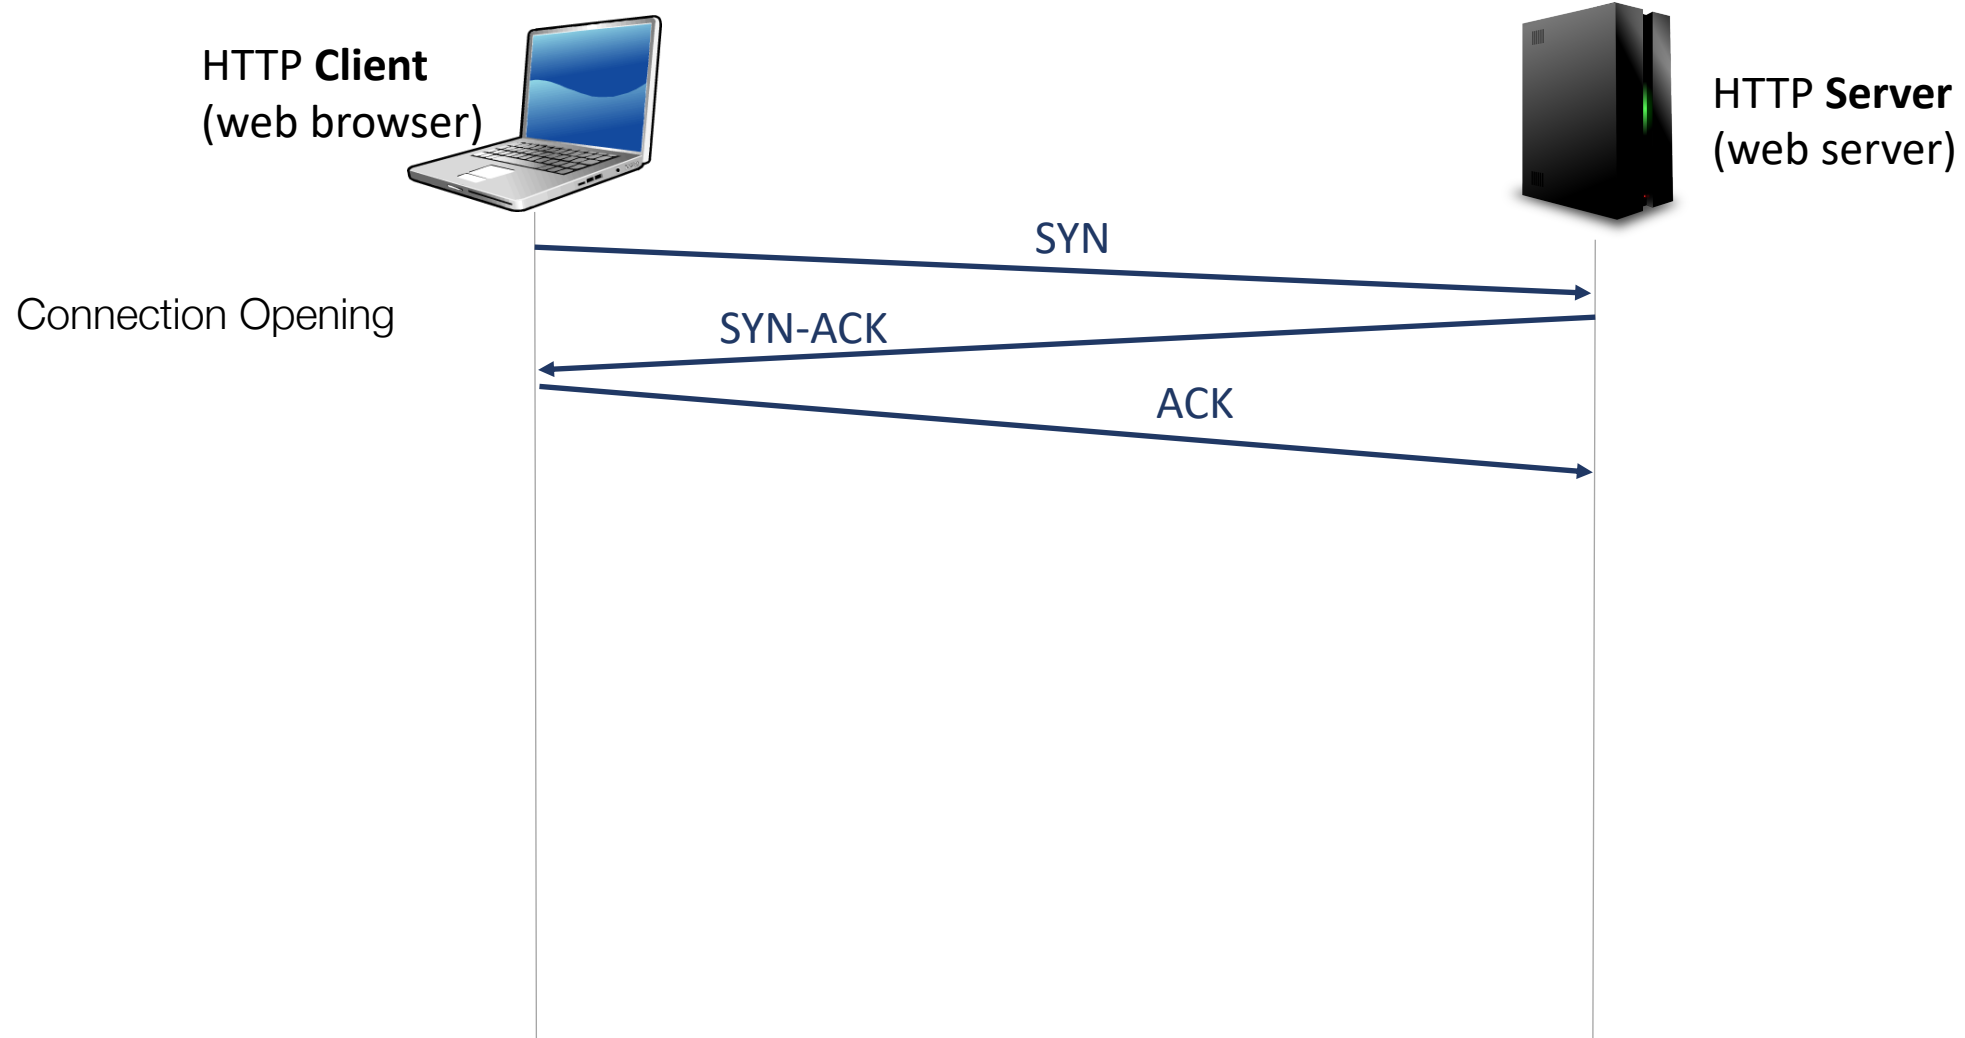 HTTP Client
(web browser)
HTTP Server
(web server)
SYN
Connection Opening
SYN-ACK
ACK